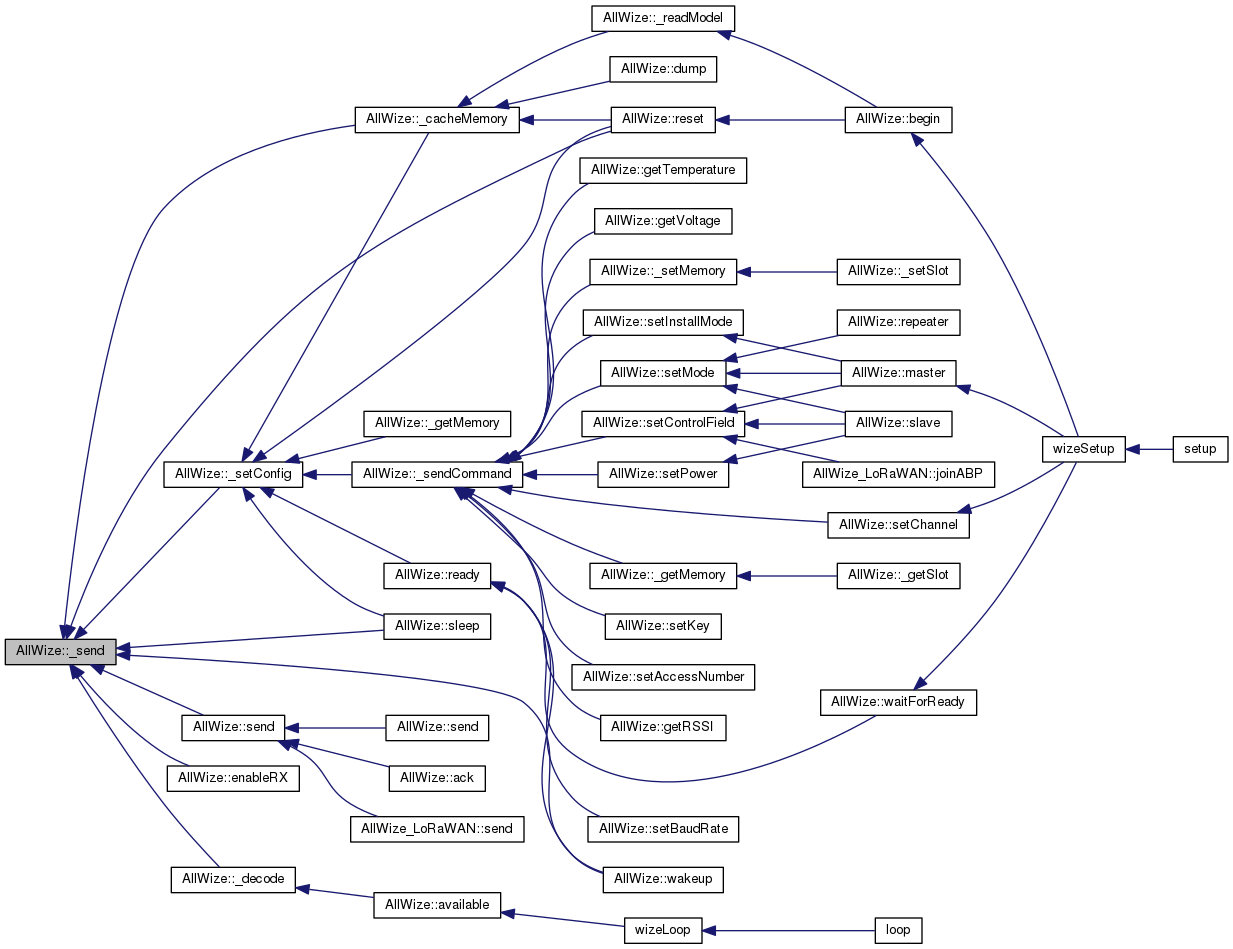 AllWize::_readModel
AllWize::dump
AllWize::_cacheMemory
AllWize::reset
AllWize::begin
AllWize::getTemperature
AllWize::getVoltage
AllWize::_setMemory
AllWize::_setSlot
AllWize::setInstallMode
AllWize::repeater
AllWize::setMode
AllWize::master
AllWize::_getMemory
AllWize::setControlField
AllWize::slave
wizeSetup
setup
AllWize::_setConfig
AllWize::_sendCommand
AllWize::setPower
AllWize_LoRaWAN::joinABP
AllWize::setChannel
AllWize::ready
AllWize::_getMemory
AllWize::_getSlot
AllWize::sleep
AllWize::setKey
AllWize::_send
AllWize::setAccessNumber
AllWize::waitForReady
AllWize::send
AllWize::send
AllWize::getRSSI
AllWize::enableRX
AllWize::ack
AllWize_LoRaWAN::send
AllWize::setBaudRate
AllWize::_decode
AllWize::wakeup
AllWize::available
wizeLoop
loop